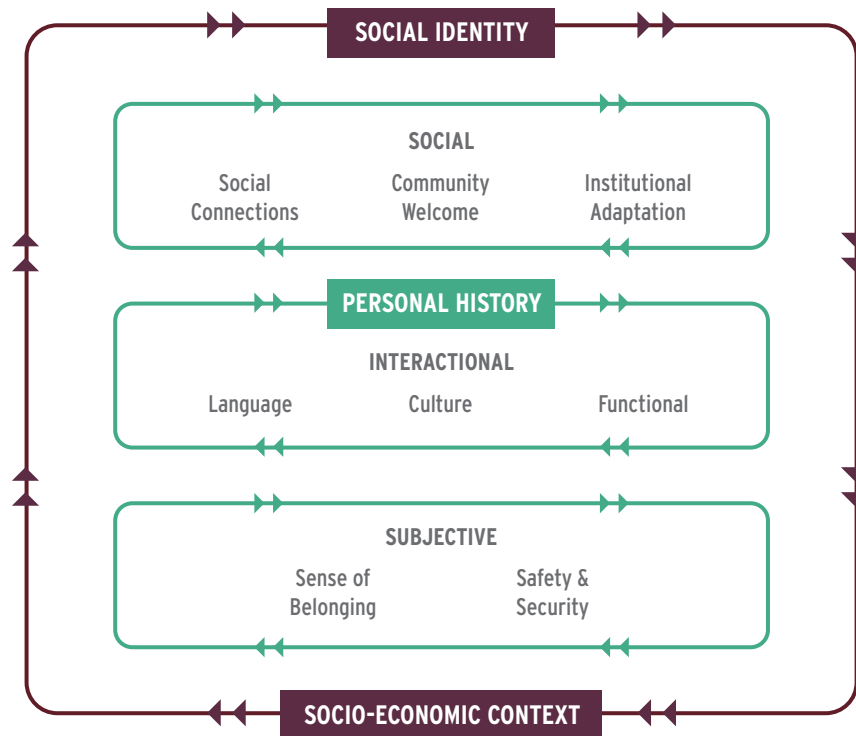 SOCIAL IDENTITY
SOCIAL
Social Community Institutional
Connections Welcome Adaptation
PERSONAL HISTORY
INTERACTIONAL
Language Culture Functional
SUBJECTIVE
Sense of Safety &
Belonging Security
SOCIO-ECONOMIC CONTEXT